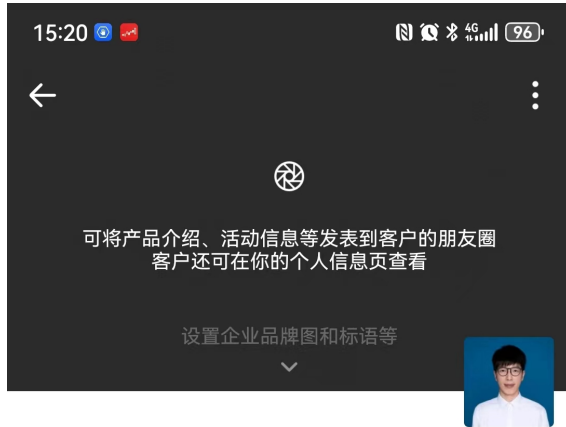 15:20 4G 96
可将产品介绍、活动信息等发表到客户的朋友圈
客户还可在你的个人信息页查看
设置企业品牌图和标语等